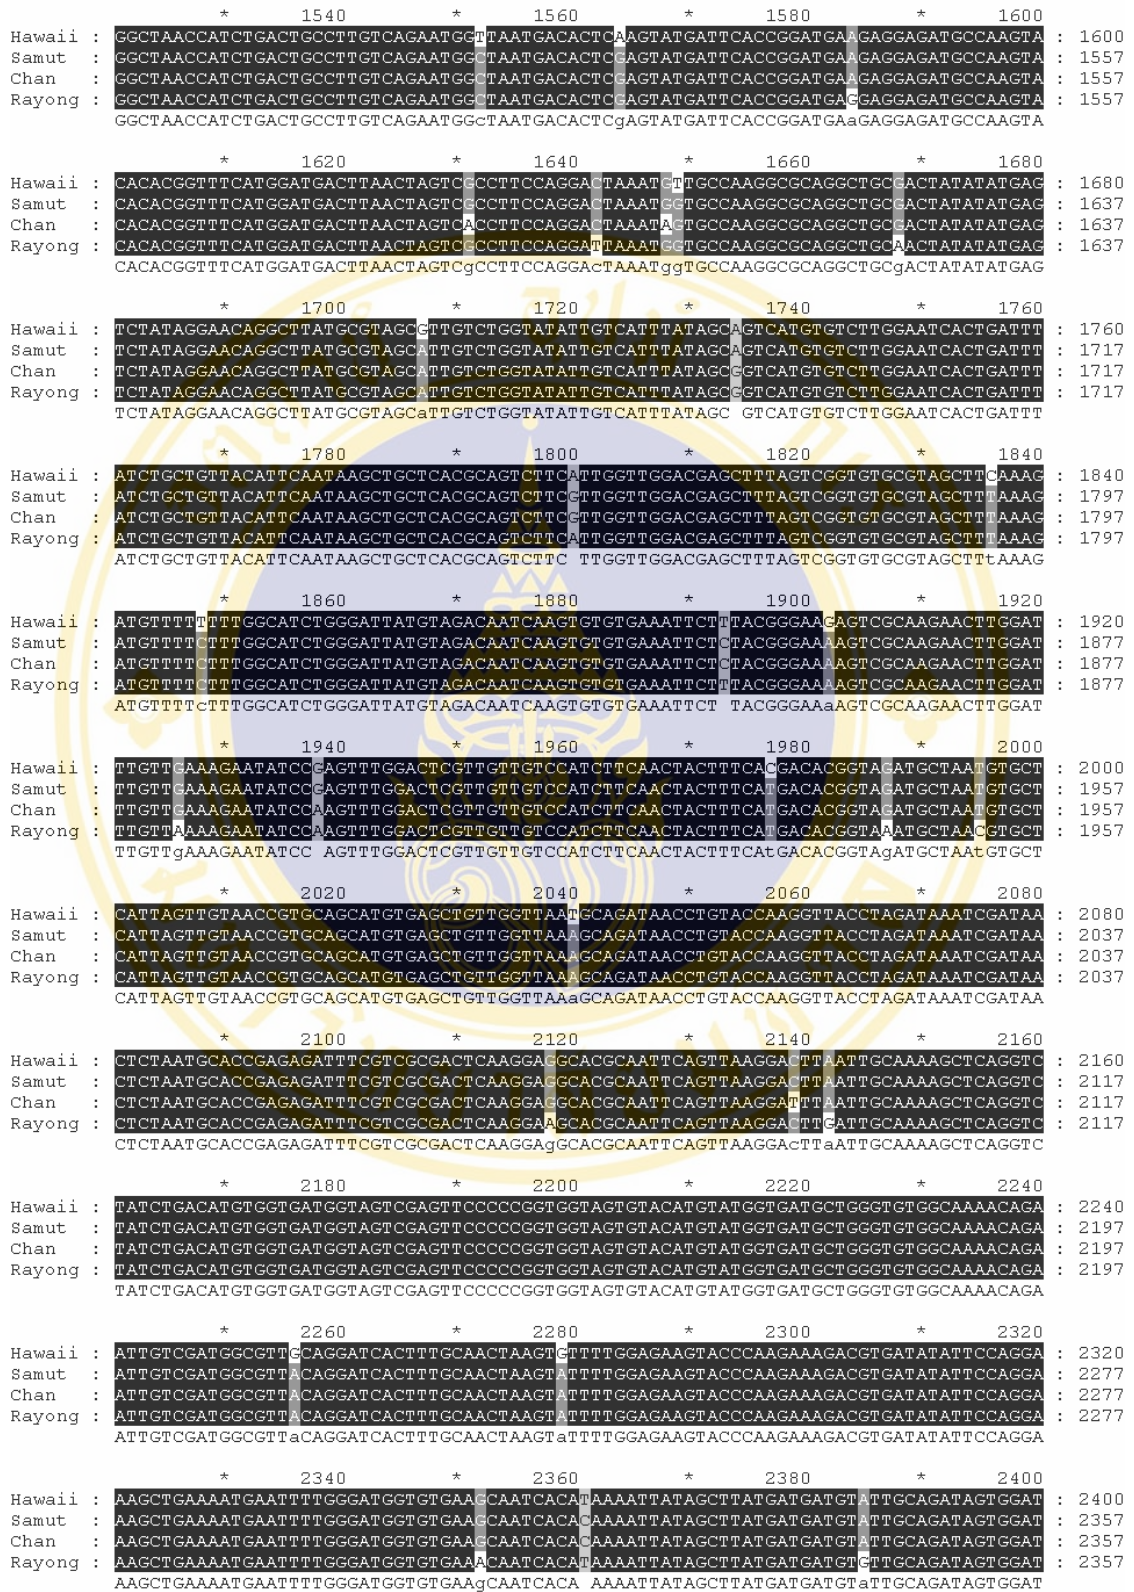 * 1540 * 1560 * 1580 * 1600
Hawaii : GGCTAACCATCTGACTGCCTTGTCAGAATGGTTAATGACACTCAAGTATGATTCACCGGATGAAGAGGAGATGCCAAGTA : 1600
Samut : GGCTAACCATCTGACTGCCTTGTCAGAATGGCTAATGACACTCGAGTATGATTCACCGGATGAAGAGGAGATGCCAAGTA : 1557
Chan : GGCTAACCATCTGACTGCCTTGTCAGAATGGCTAATGACACTCGAGTATGATTCACCGGATGAAGAGGAGATGCCAAGTA : 1557
Rayong : GGCTAACCATCTGACTGCCTTGTCAGAATGGCTAATGACACTCGAGTATGATTCACCGGATGAGGAGGAGATGCCAAGTA : 1557
GGCTAACCATCTGACTGCCTTGTCAGAATGGcTAATGACACTCgAGTATGATTCACCGGATGAaGAGGAGATGCCAAGTA
* 1620 * 1640 * 1660 * 1680
Hawaii : CACACGGTTTCATGGATGACTTAACTAGTCGCCTTCCAGGACTAAATGTTGCCAAGGCGCAGGCTGCGACTATATATGAG : 1680
Samut : CACACGGTTTCATGGATGACTTAACTAGTCGCCTTCCAGGACTAAATGGTGCCAAGGCGCAGGCTGCGACTATATATGAG : 1637
Chan : CACACGGTTTCATGGATGACTTAACTAGTCACCTTCCAGGACTAAATAGTGCCAAGGCGCAGGCTGCGACTATATATGAG : 1637
Rayong : CACACGGTTTCATGGATGACTTAACTAGTCGCCTTCCAGGATTAAATGGTGCCAAGGCGCAGGCTGCAACTATATATGAG : 1637
CACACGGTTTCATGGATGACTTAACTAGTCgCCTTCCAGGAcTAAATggTGCCAAGGCGCAGGCTGCgACTATATATGAG
* 1700 * 1720 * 1740 * 1760
Hawaii : TCTATAGGAACAGGCTTATGCGTAGCGTTGTCTGGTATATTGTCATTTATAGCAGTCATGTGTCTTGGAATCACTGATTT : 1760
Samut : TCTATAGGAACAGGCTTATGCGTAGCATTGTCTGGTATATTGTCATTTATAGCAGTCATGTGTCTTGGAATCACTGATTT : 1717
Chan : TCTATAGGAACAGGCTTATGCGTAGCATTGTCTGGTATATTGTCATTTATAGCGGTCATGTGTCTTGGAATCACTGATTT : 1717
Rayong : TCTATAGGAACAGGCTTATGCGTAGCATTGTCTGGTATATTGTCATTTATAGCGGTCATGTGTCTTGGAATCACTGATTT : 1717
TCTATAGGAACAGGCTTATGCGTAGCaTTGTCTGGTATATTGTCATTTATAGC GTCATGTGTCTTGGAATCACTGATTT
* 1780 * 1800 * 1820 * 1840
Hawaii : ATCTGCTGTTACATTCAATAAGCTGCTCACGCAGTCTTCATTGGTTGGACGAGCTTTAGTCGGTGTGCGTAGCTTCAAAG : 1840
Samut : ATCTGCTGTTACATTCAATAAGCTGCTCACGCAGTCTTCGTTGGTTGGACGAGCTTTAGTCGGTGTGCGTAGCTTTAAAG : 1797
Chan : ATCTGCTGTTACATTCAATAAGCTGCTCACGCAGTCTTCGTTGGTTGGACGAGCTTTAGTCGGTGTGCGTAGCTTTAAAG : 1797
Rayong : ATCTGCTGTTACATTCAATAAGCTGCTCACGCAGTCTTCATTGGTTGGACGAGCTTTAGTCGGTGTGCGTAGCTTTAAAG : 1797
ATCTGCTGTTACATTCAATAAGCTGCTCACGCAGTCTTC TTGGTTGGACGAGCTTTAGTCGGTGTGCGTAGCTTtAAAG
* 1860 * 1880 * 1900 * 1920
Hawaii : ATGTTTTTTTTGGCATCTGGGATTATGTAGACAATCAAGTGTGTGAAATTCTTTACGGGAAGAGTCGCAAGAACTTGGAT : 1920
Samut : ATGTTTTCTTTGGCATCTGGGATTATGTAGACAATCAAGTGTGTGAAATTCTCTACGGGAAAAGTCGCAAGAACTTGGAT : 1877
Chan : ATGTTTTCTTTGGCATCTGGGATTATGTAGACAATCAAGTGTGTGAAATTCTCTACGGGAAAAGTCGCAAGAACTTGGAT : 1877
Rayong : ATGTTTTCTTTGGCATCTGGGATTATGTAGACAATCAAGTGTGTGAAATTCTTTACGGGAAAAGTCGCAAGAACTTGGAT : 1877
ATGTTTTcTTTGGCATCTGGGATTATGTAGACAATCAAGTGTGTGAAATTCT TACGGGAAaAGTCGCAAGAACTTGGAT
* 1940 * 1960 * 1980 * 2000
Hawaii : TTGTTGAAAGAATATCCGAGTTTGGACTCGTTGTTGTCCATCTTCAACTACTTTCACGACACGGTAGATGCTAATGTGCT : 2000
Samut : TTGTTGAAAGAATATCCGAGTTTGGACTCGTTGTTGTCCATCTTCAACTACTTTCATGACACGGTAGATGCTAATGTGCT : 1957
Chan : TTGTTGAAAGAATATCCAAGTTTGGACTCGTTGTTGTCCATCTTCAACTACTTTCATGACACGGTAGATGCTAATGTGCT : 1957
Rayong : TTGTTAAAAGAATATCCAAGTTTGGACTCGTTGTTGTCCATCTTCAACTACTTTCATGACACGGTAAATGCTAACGTGCT : 1957
TTGTTgAAAGAATATCC AGTTTGGACTCGTTGTTGTCCATCTTCAACTACTTTCAtGACACGGTAgATGCTAAtGTGCT
* 2020 * 2040 * 2060 * 2080
Hawaii : CATTAGTTGTAACCGTGCAGCATGTGAGCTGTTGGTTAATGCAGATAACCTGTACCAAGGTTACCTAGATAAATCGATAA : 2080
Samut : CATTAGTTGTAACCGTGCAGCATGTGAGCTGTTGGTTAAAGCAGATAACCTGTACCAAGGTTACCTAGATAAATCGATAA : 2037
Chan : CATTAGTTGTAACCGTGCAGCATGTGAGCTGTTGGTTAAAGCAGATAACCTGTACCAAGGTTACCTAGATAAATCGATAA : 2037
Rayong : CATTAGTTGTAACCGTGCAGCATGTGAGCTGTTGGTTAAAGCAGATAACCTGTACCAAGGTTACCTAGATAAATCGATAA : 2037
CATTAGTTGTAACCGTGCAGCATGTGAGCTGTTGGTTAAaGCAGATAACCTGTACCAAGGTTACCTAGATAAATCGATAA
* 2100 * 2120 * 2140 * 2160
Hawaii : CTCTAATGCACCGAGAGATTTCGTCGCGACTCAAGGAGGCACGCAATTCAGTTAAGGACTTAATTGCAAAAGCTCAGGTC : 2160
Samut : CTCTAATGCACCGAGAGATTTCGTCGCGACTCAAGGAGGCACGCAATTCAGTTAAGGACTTAATTGCAAAAGCTCAGGTC : 2117
Chan : CTCTAATGCACCGAGAGATTTCGTCGCGACTCAAGGAGGCACGCAATTCAGTTAAGGATTTAATTGCAAAAGCTCAGGTC : 2117
Rayong : CTCTAATGCACCGAGAGATTTCGTCGCGACTCAAGGAAGCACGCAATTCAGTTAAGGACTTGATTGCAAAAGCTCAGGTC : 2117
CTCTAATGCACCGAGAGATTTCGTCGCGACTCAAGGAgGCACGCAATTCAGTTAAGGAcTTaATTGCAAAAGCTCAGGTC
* 2180 * 2200 * 2220 * 2240
Hawaii : TATCTGACATGTGGTGATGGTAGTCGAGTTCCCCCGGTGGTAGTGTACATGTATGGTGATGCTGGGTGTGGCAAAACAGA : 2240
Samut : TATCTGACATGTGGTGATGGTAGTCGAGTTCCCCCGGTGGTAGTGTACATGTATGGTGATGCTGGGTGTGGCAAAACAGA : 2197
Chan : TATCTGACATGTGGTGATGGTAGTCGAGTTCCCCCGGTGGTAGTGTACATGTATGGTGATGCTGGGTGTGGCAAAACAGA : 2197
Rayong : TATCTGACATGTGGTGATGGTAGTCGAGTTCCCCCGGTGGTAGTGTACATGTATGGTGATGCTGGGTGTGGCAAAACAGA : 2197
TATCTGACATGTGGTGATGGTAGTCGAGTTCCCCCGGTGGTAGTGTACATGTATGGTGATGCTGGGTGTGGCAAAACAGA
* 2260 * 2280 * 2300 * 2320
Hawaii : ATTGTCGATGGCGTTGCAGGATCACTTTGCAACTAAGTGTTTTGGAGAAGTACCCAAGAAAGACGTGATATATTCCAGGA : 2320
Samut : ATTGTCGATGGCGTTACAGGATCACTTTGCAACTAAGTATTTTGGAGAAGTACCCAAGAAAGACGTGATATATTCCAGGA : 2277
Chan : ATTGTCGATGGCGTTACAGGATCACTTTGCAACTAAGTATTTTGGAGAAGTACCCAAGAAAGACGTGATATATTCCAGGA : 2277
Rayong : ATTGTCGATGGCGTTACAGGATCACTTTGCAACTAAGTATTTTGGAGAAGTACCCAAGAAAGACGTGATATATTCCAGGA : 2277
ATTGTCGATGGCGTTaCAGGATCACTTTGCAACTAAGTaTTTTGGAGAAGTACCCAAGAAAGACGTGATATATTCCAGGA
* 2340 * 2360 * 2380 * 2400
Hawaii : AAGCTGAAAATGAATTTTGGGATGGTGTGAAGCAATCACATAAAATTATAGCTTATGATGATGTATTGCAGATAGTGGAT : 2400
Samut : AAGCTGAAAATGAATTTTGGGATGGTGTGAAGCAATCACACAAAATTATAGCTTATGATGATGTATTGCAGATAGTGGAT : 2357
Chan : AAGCTGAAAATGAATTTTGGGATGGTGTGAAGCAATCACACAAAATTATAGCTTATGATGATGTATTGCAGATAGTGGAT : 2357
Rayong : AAGCTGAAAATGAATTTTGGGATGGTGTGAAACAATCACATAAAATTATAGCTTATGATGATGTGTTGCAGATAGTGGAT : 2357
AAGCTGAAAATGAATTTTGGGATGGTGTGAAgCAATCACA AAAATTATAGCTTATGATGATGTaTTGCAGATAGTGGAT